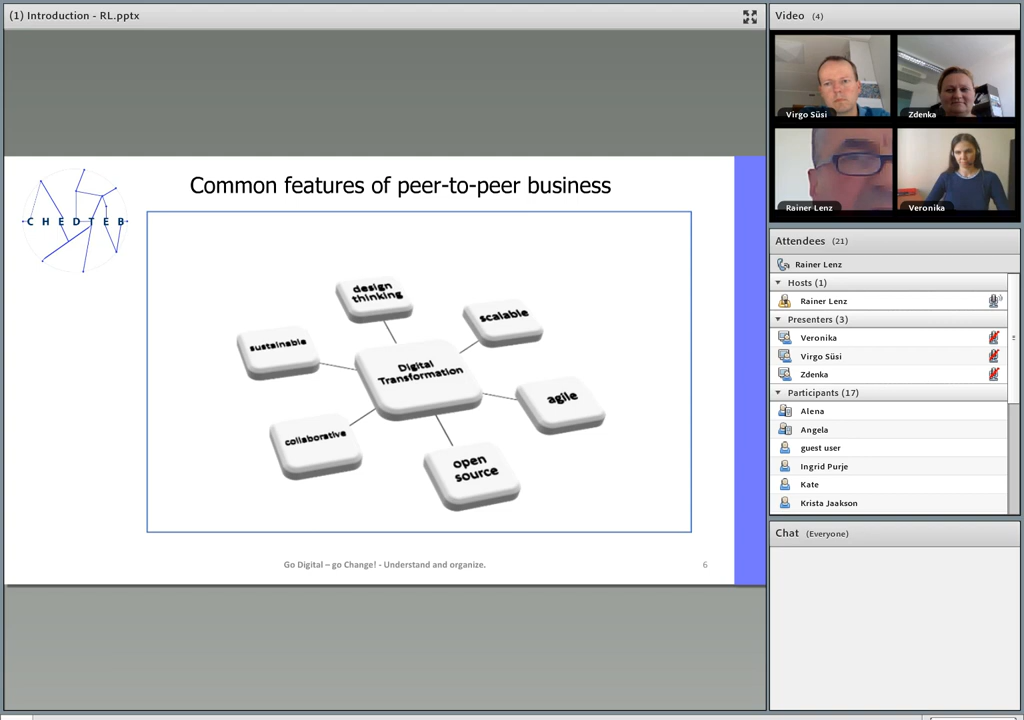 (1) Introduction - RL.pptx
CHEDTEB
Common features of peer-to-peer business
design
thinking
scalable
sustainable
Digital
Transformation
agile
collaborative
open
source
Go Digital – go Change! - Understand and organize.
6
Video (4)
Virgo Süsi
Zdenka
Rainer Lenz
Veronika
Attendees (21)
Rainer Lenz
Hosts (1)
Rainer Lenz
Presenters (3)
Veronika
Virgo Süsi
Zdenka
Participants (17)
Alena
Angela
guest user
Ingrid Purje
Kate
Krista Jaakson
Chat (Everyone)